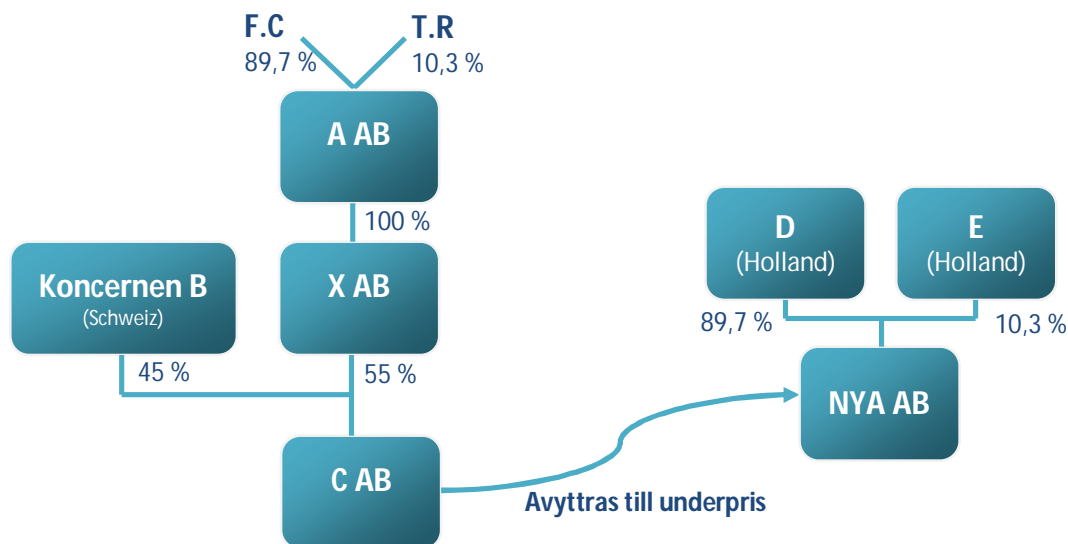 F.C
89,7 %
T.R
10,3 %
A AB
100 %
X AB
Koncernen B
(Schweiz)
45 %
55 %
C AB
Avyttras till underpris
D
(Holland)
E
(Holland)
89,7 %
10,3 %
NYA AB